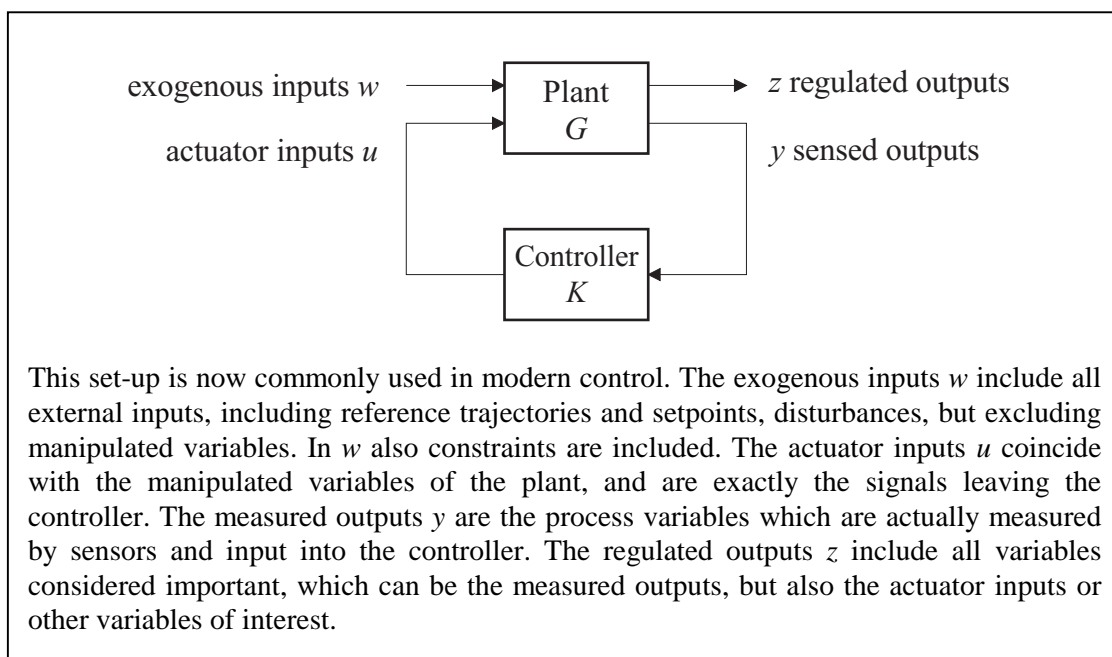 exogenous inputs w
actuator inputs u
Plant
G
z regulated outputs
y sensed outputs
Controller
K
This set-up is now commonly used in modern control. The exogenous inputs w include all
external inputs, including reference trajectories and setpoints, disturbances, but excluding
manipulated variables. In w also constraints are included. The actuator inputs u coincide
with the manipulated variables of the plant, and are exactly the signals leaving the
controller. The measured outputs y are the process variables which are actually measured
by sensors and input into the controller. The regulated outputs z include all variables
considered important, which can be the measured outputs, but also the actuator inputs or
other variables of interest.